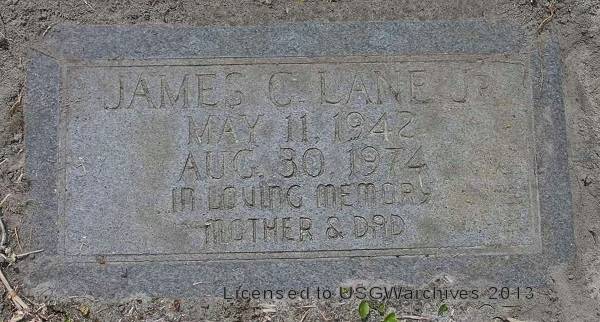 JAMES C. LANE JR.
MAY 11, 1942
AUG. 30, 1974
IN LOVING MEMORY
MOTHER & DAD
Licensed to USGWarchives 2013